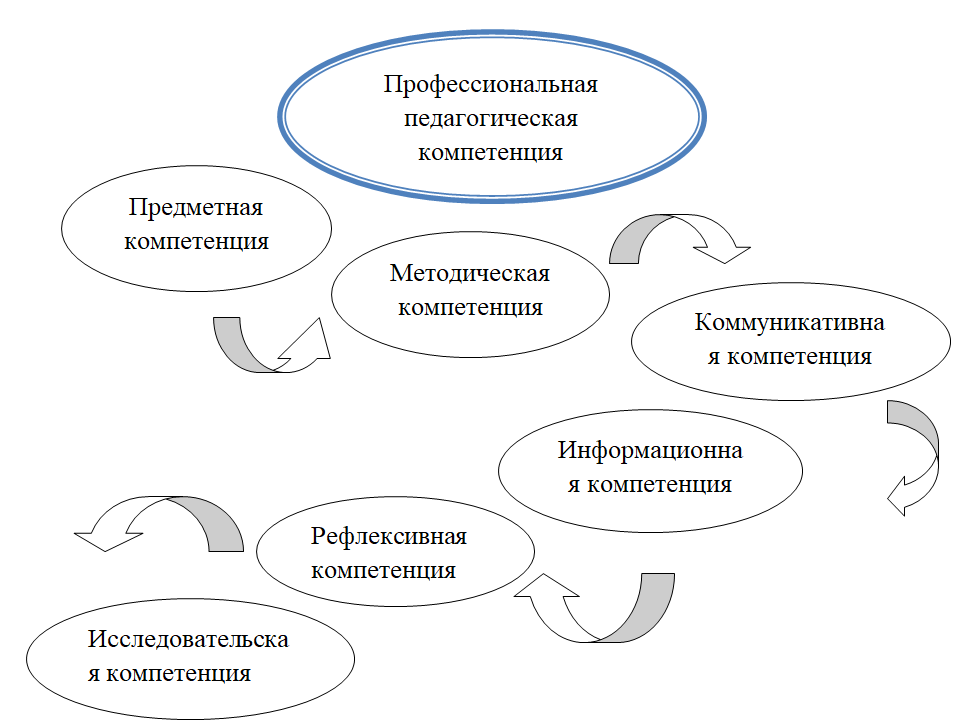 Профессиональная
педагогическая
компетенция
Предметная
компетенция
Методическая
компетенция
Коммуникативна
я компетенция
Информационна
я компетенция
Рефлексивная
компетенция
Исследовательска
я компетенция